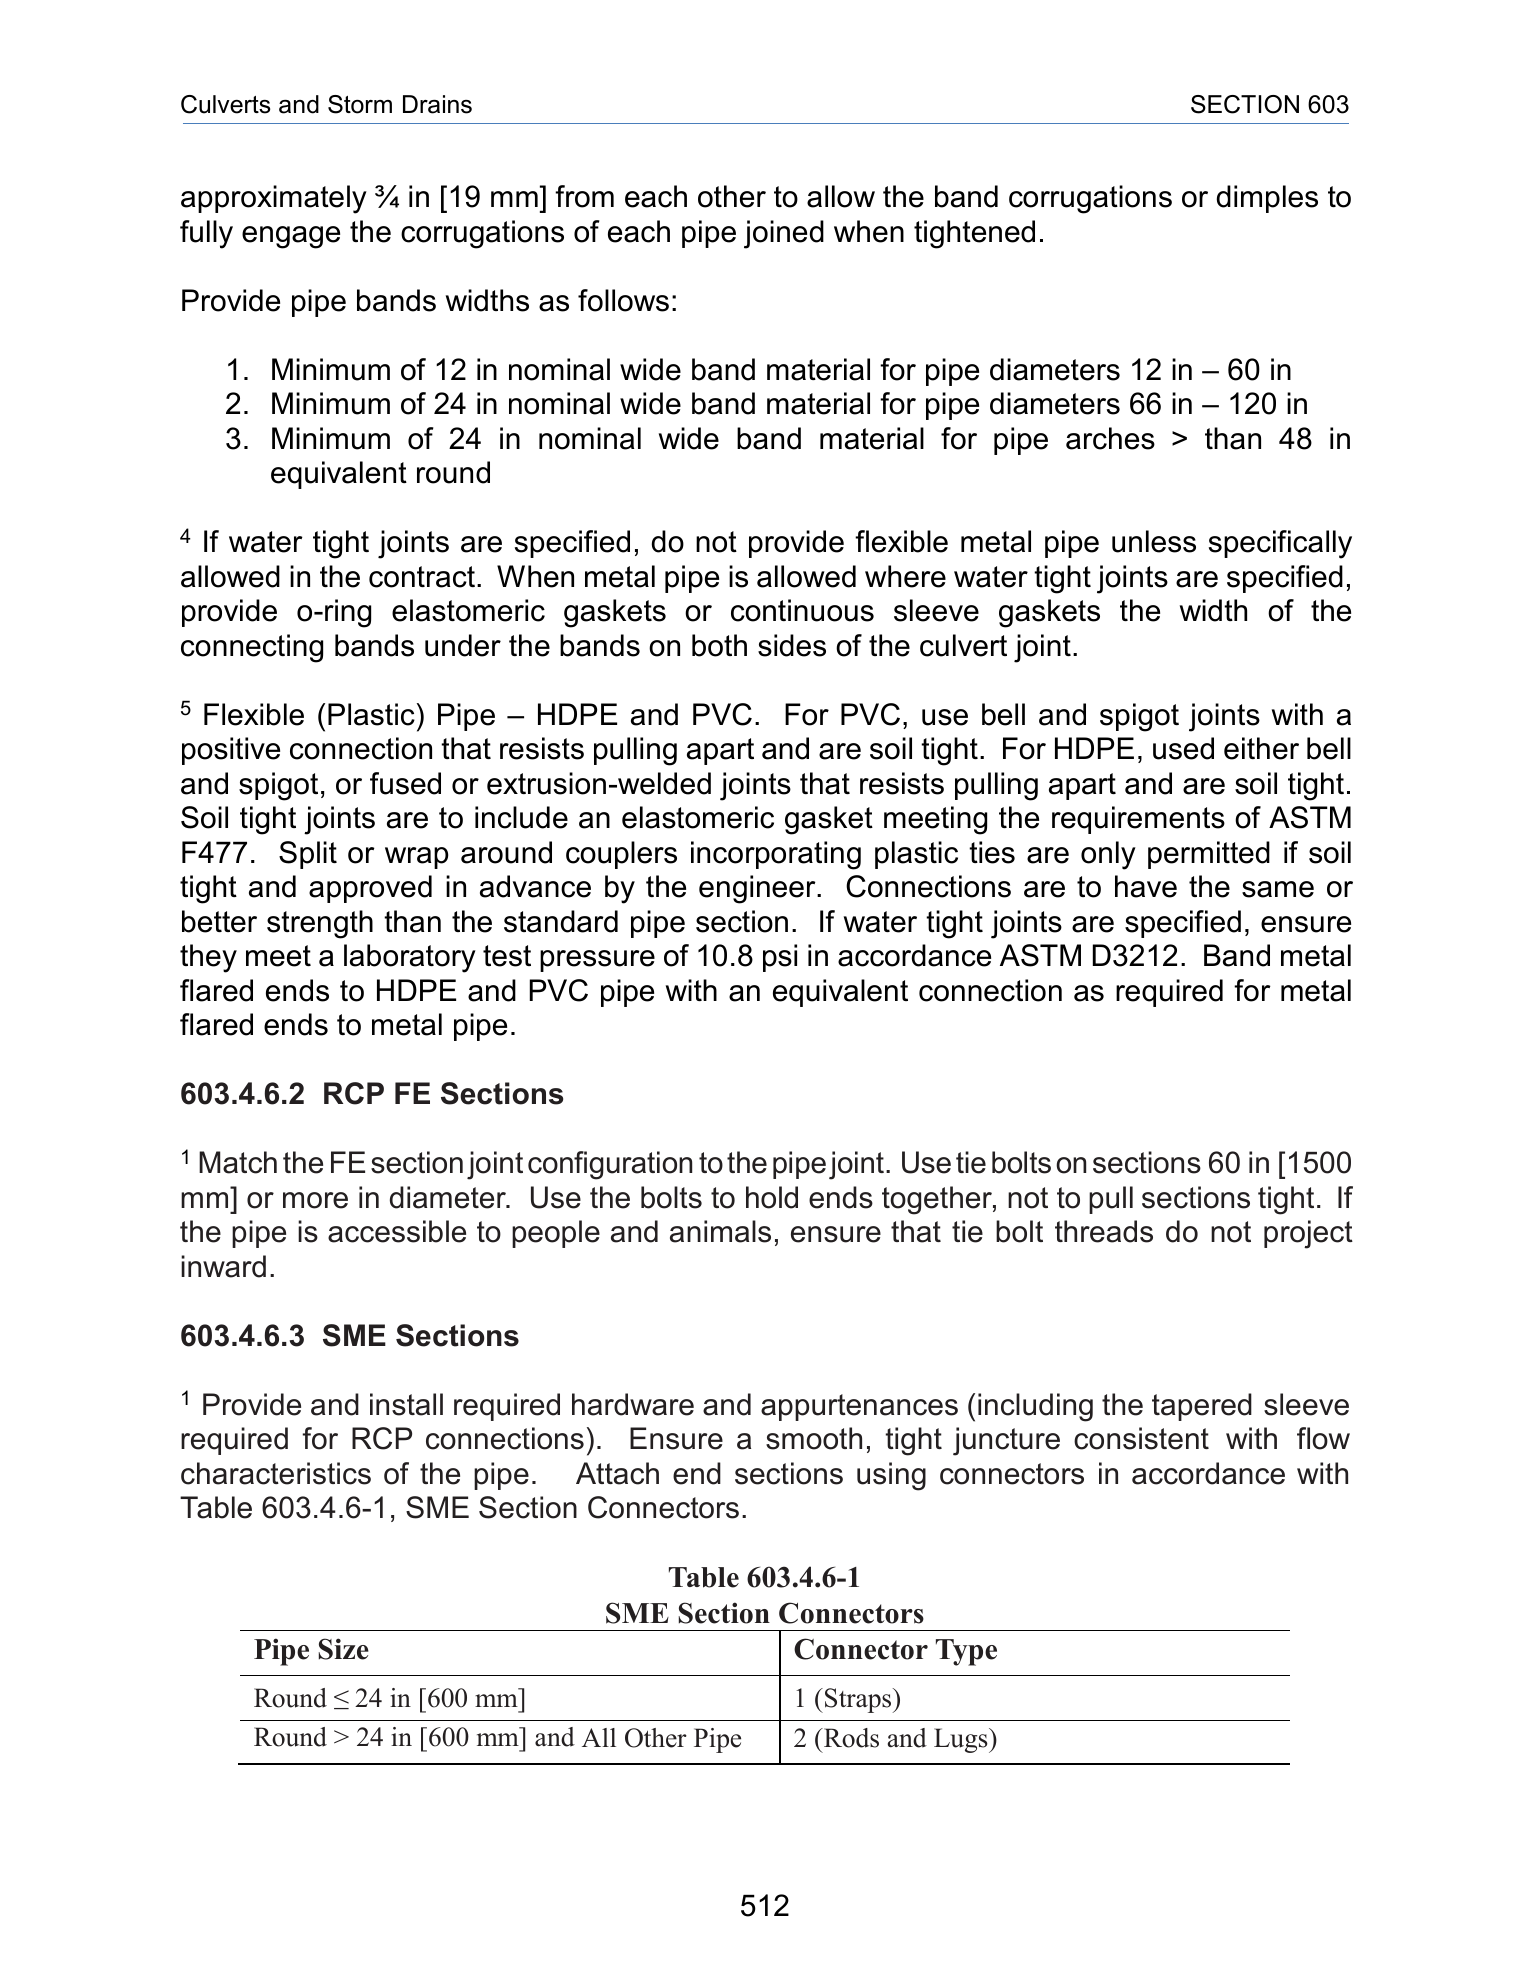 Culverts and Storm Drains SECTION 603
approximately ¾ in [19 mm] from each other to allow the band corrugations or dimples to
fully engage the corrugations of each pipe joined when tightened.
Provide pipe bands widths as follows:
1. Minimum of 12 in nominal wide band material for pipe diameters 12 in – 60 in
2. Minimum of 24 in nominal wide band material for pipe diameters 66 in – 120 in
3. Minimum of 24 in nominal wide band material for pipe arches > than 48 in
equivalent round
4 If water tight joints are specified, do not provide flexible metal pipe unless specifically
allowed in the contract. When metal pipe is allowed where water tight joints are specified,
provide o-ring elastomeric gaskets or continuous sleeve gaskets the width of the
connecting bands under the bands on both sides of the culvert joint.
5 Flexible (Plastic) Pipe – HDPE and PVC. For PVC, use bell and spigot joints with a
positive connection that resists pulling apart and are soil tight. For HDPE, used either bell
and spigot, or fused or extrusion-welded joints that resists pulling apart and are soil tight.
Soil tight joints are to include an elastomeric gasket meeting the requirements of ASTM
F477. Split or wrap around couplers incorporating plastic ties are only permitted if soil
tight and approved in advance by the engineer. Connections are to have the same or
better strength than the standard pipe section. If water tight joints are specified, ensure
they meet a laboratory test pressure of 10.8 psi in accordance ASTM D3212. Band metal
flared ends to HDPE and PVC pipe with an equivalent connection as required for metal
flared ends to metal pipe.
603.4.6.2 RCP FE Sections
1 Match the FE section joint configuration to the pipe joint. Use tie bolts on sections 60 in [1500
mm] or more in diameter. Use the bolts to hold ends together, not to pull sections tight. If
the pipe is accessible to people and animals, ensure that tie bolt threads do not project
inward.
603.4.6.3 SME Sections
1 Provide and install required hardware and appurtenances (including the tapered sleeve
required for RCP connections). Ensure a smooth, tight juncture consistent with flow
characteristics of the pipe. Attach end sections using connectors in accordance with
Table 603.4.6-1, SME Section Connectors.
Table 603.4.6-1
SME Section Connectors
Pipe Size Connector Type
Round ≤ 24 in [600 mm] 1 (Straps)
Round > 24 in [600 mm] and All Other Pipe 2 (Rods and Lugs)
512